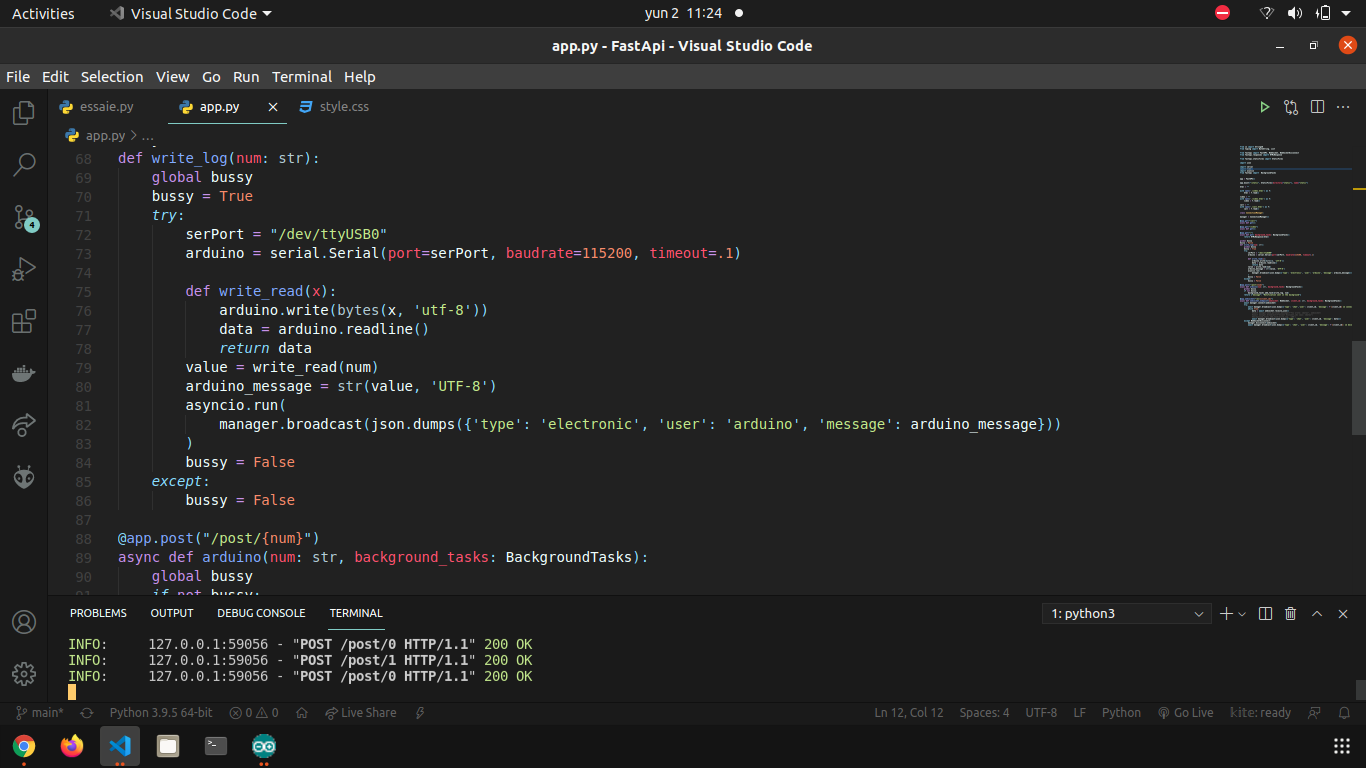 Activities Visual Studio Code yun 2 11:24
app.py - FastApi - Visual Studio Code
File Edit Selection View Go Run Terminal Help
essaie.py app.py style.css
app.py > ...
68 def write_log(num: str):
69 global bussy
70 bussy = True
71 try:
72 serPort = "/dev/ttyUSB0"
73 arduino = serial.Serial(port=serPort, baudrate=115200, timeout=.1)
74
75 def write_read(x):
76 arduino.write(bytes(x, 'utf-8'))
77 data = arduino.readline()
78 return data
79 value = write_read(num)
80 arduino_message = str(value, 'UTF-8')
81 asyncio.run(
82 manager.broadcast(json.dumps({'type': 'electronic', 'user': 'arduino', 'message': arduino_message}))
83 )
84 bussy = False
85 except:
86 bussy = False
87
88 @app.post("/post/{num}")
89 async def arduino(num: str, background_tasks: BackgroundTasks):
90 global bussy
91 if not bussy:
4
PROBLEMS OUTPUT DEBUG CONSOLE TERMINAL 1: python3
INFO: 127.0.0.1:59056 - "POST /post/0 HTTP/1.1" 200 OK
INFO: 127.0.0.1:59056 - "POST /post/1 HTTP/1.1" 200 OK
INFO: 127.0.0.1:59056 - "POST /post/0 HTTP/1.1" 200 OK
main* Python 3.9.5 64-bit 0 0 Live Share Ln 12, Col 12 Spaces: 4 UTF-8 LF Python Go Live kite: ready